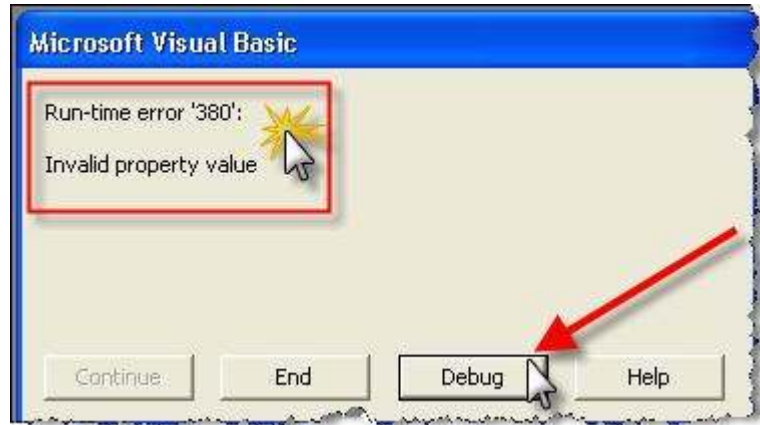 Microsoft Visual Basic
Run-time error '380':
Invalid property value
Continue End Debug Help